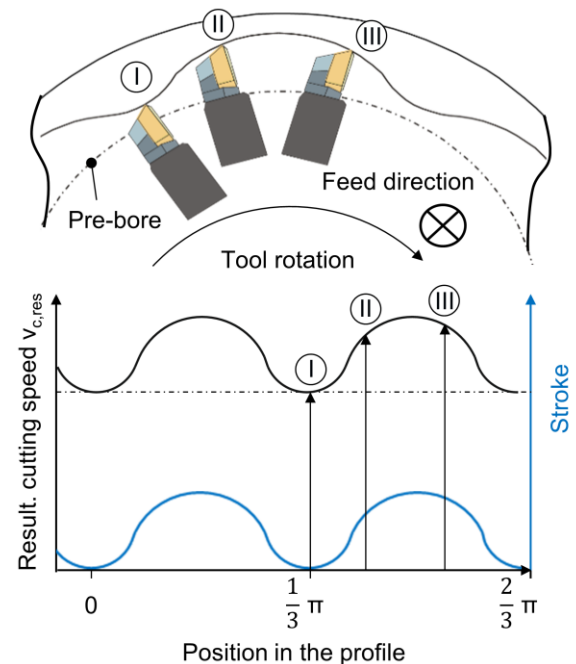 I
II
III
Feed direction
Pre-bore
Tool rotation
Result. cutting speed v_c,res
Stroke
I
II
III
0
1/3 π
2/3 π
Position in the profile